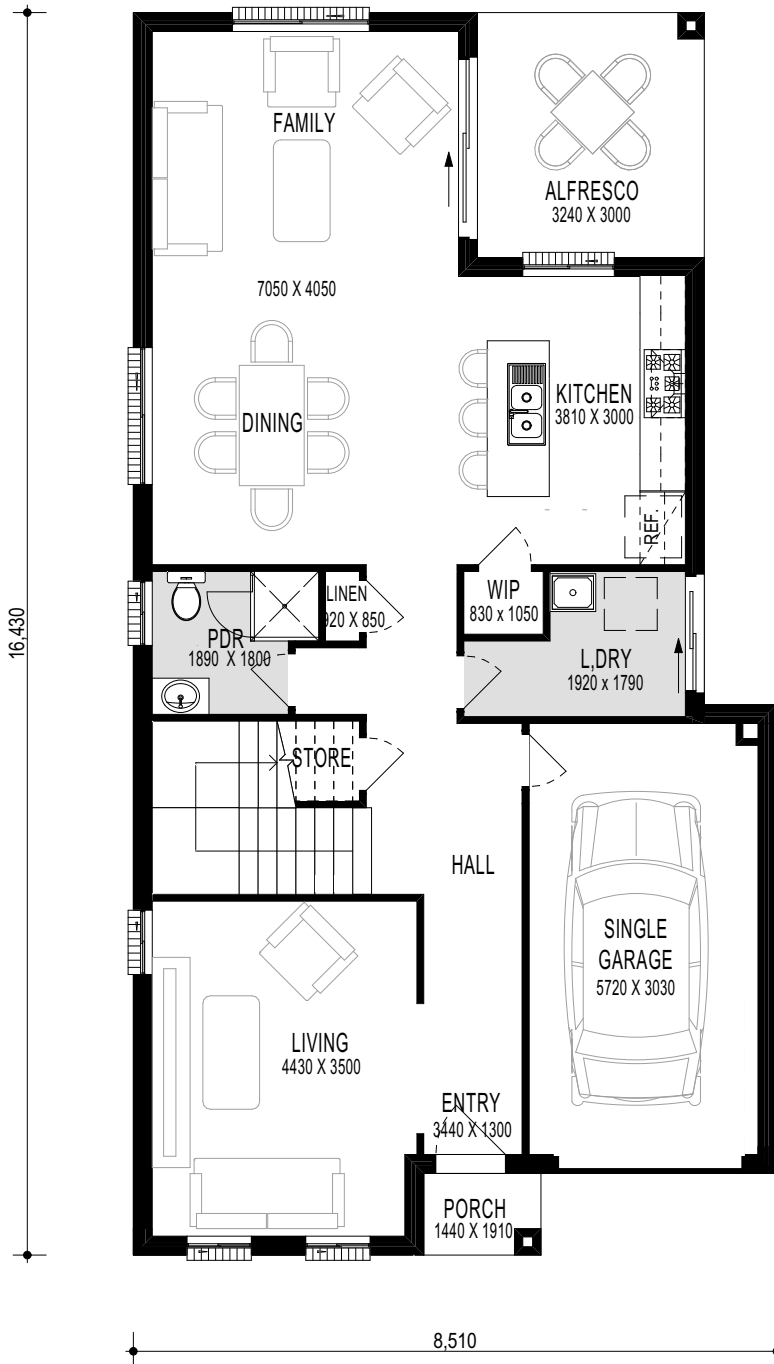 FAMILY
ALFRESCO
3240 X 3000
7050 X 4050
KITCHEN
3810 X 3000
DINING
REF.
LINEN
920 X 850
WIP
830 x 1050
PDR
1890 X 1800
L,DRY
1920 x 1790
16,430
STORE
HALL
SINGLE
GARAGE
5720 X 3030
LIVING
4430 X 3500
ENTRY
3440 X 1300
PORCH
1440 X 1910
8,510